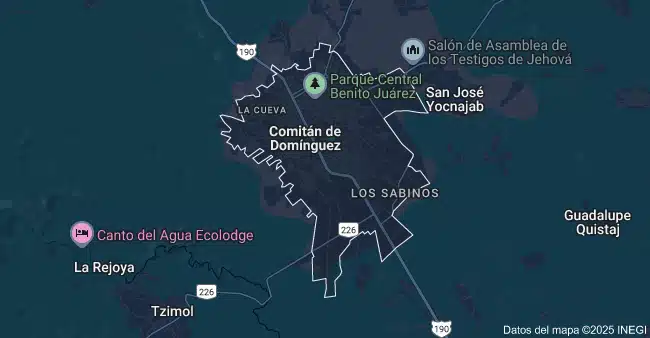 190
Salón de Asamblea de
los Testigos de Jehová
Parque Central
Benito Juárez
San José
Yocnajab
LA CUEVA
Comitán de
Domínguez
LOS SABINOS
Guadalupe
Quistaj
226
Canto del Agua Ecolodge
La Rejoya
226
Tzimol
190
Datos del mapa ©2025 INEGI